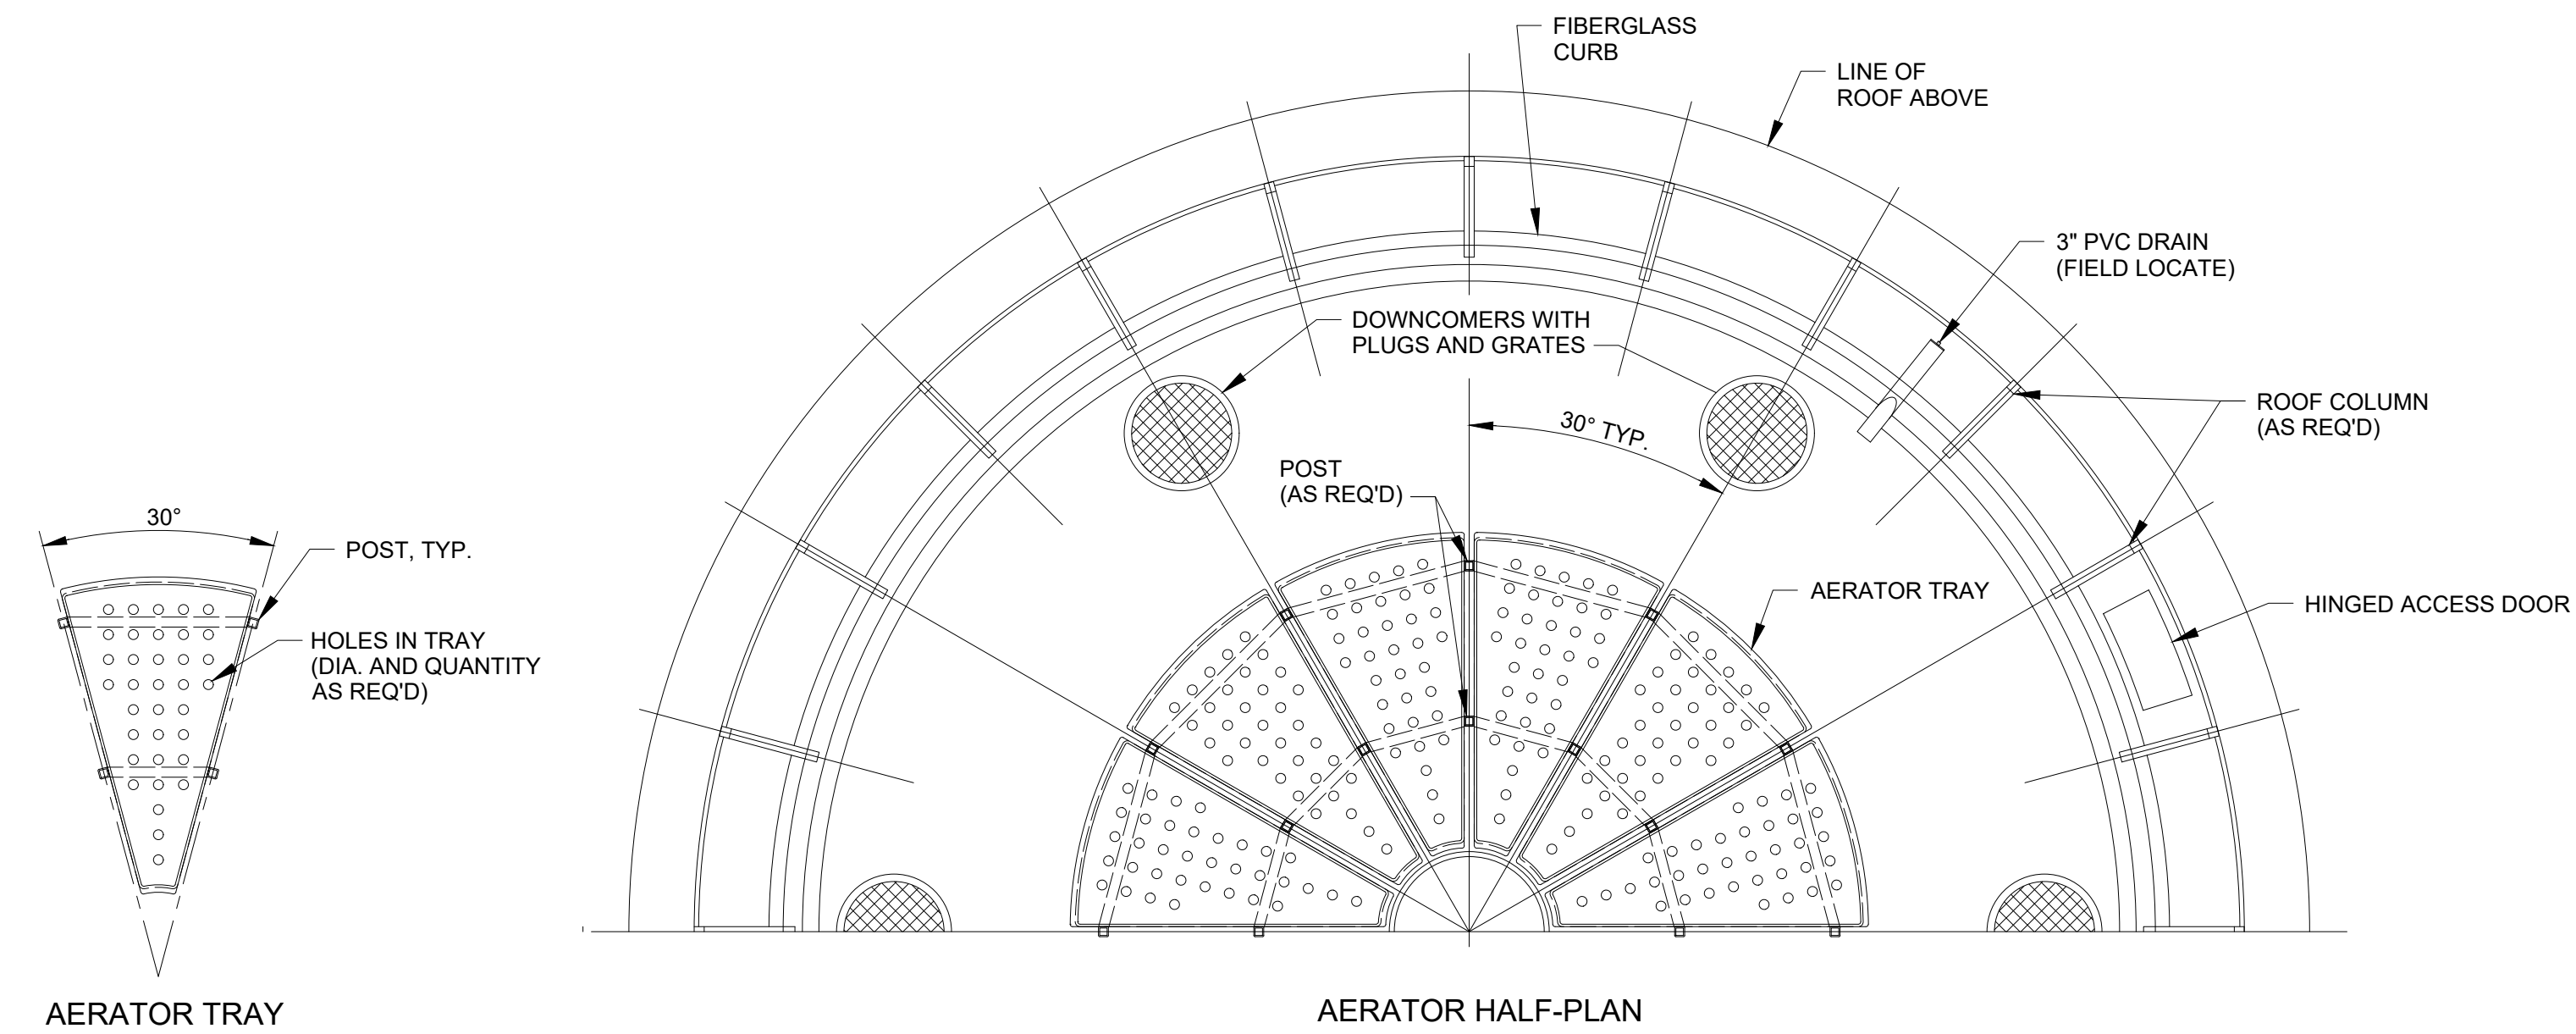 FIBERGLASS
CURB
LINE OF
ROOF ABOVE
3" PVC DRAIN
(FIELD LOCATE)
DOWNCOMERS WITH
PLUGS AND GRATES
ROOF COLUMN
(AS REQ'D)
30° TYP.
POST
(AS REQ'D)
30°
POST, TYP.
AERATOR TRAY
HINGED ACCESS DOOR
HOLES IN TRAY
(DIA. AND QUANTITY
AS REQ'D)
AERATOR TRAY
AERATOR HALF-PLAN